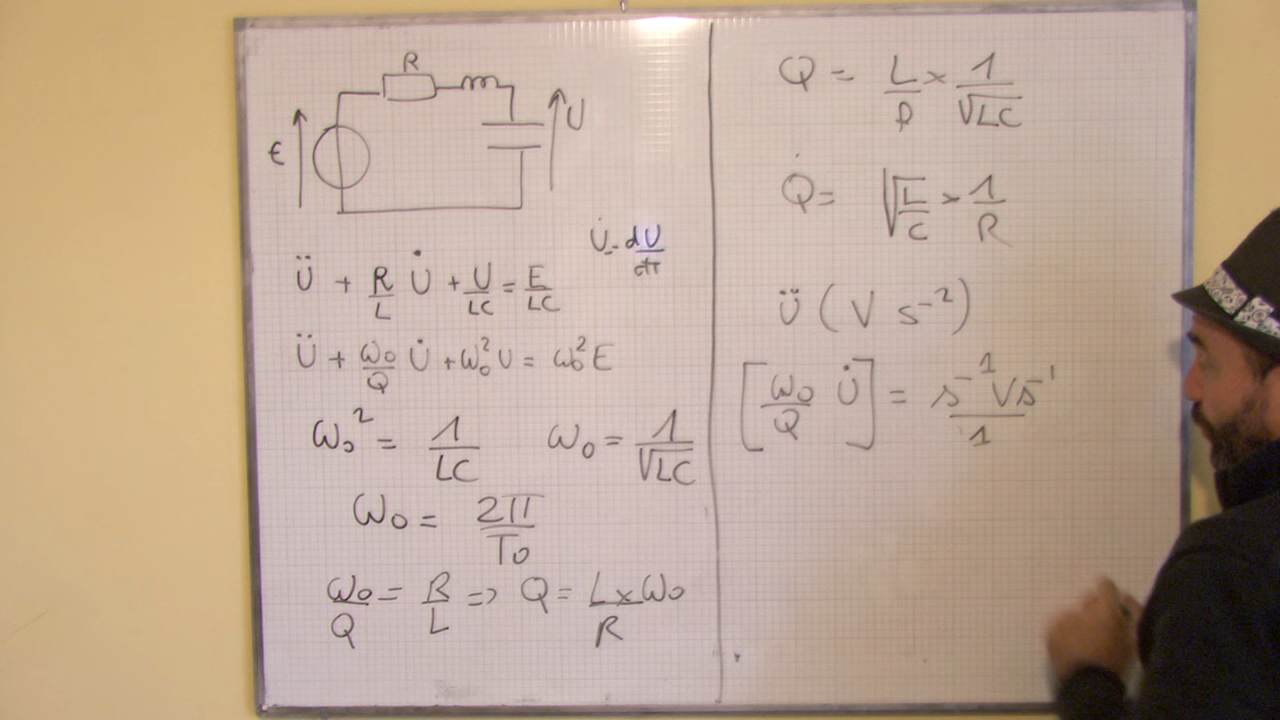 R
ε
U
U̇ = dU/dt
Ü + R/L U̇ + U/LC = E/LC
Ü + ω₀/Q U̇ + ω₀² U = ω₀² E
ω₀² = 1/LC ω₀ = 1/√LC
ω₀ = 2π/T₀
ω₀/Q = R/L => Q = L×ω₀/R
Q = L/R × 1/√LC
Q = √L/C × 1/R
Ü (V s⁻²)
[ω₀/Q U̇] = s⁻¹Vs⁻¹/1